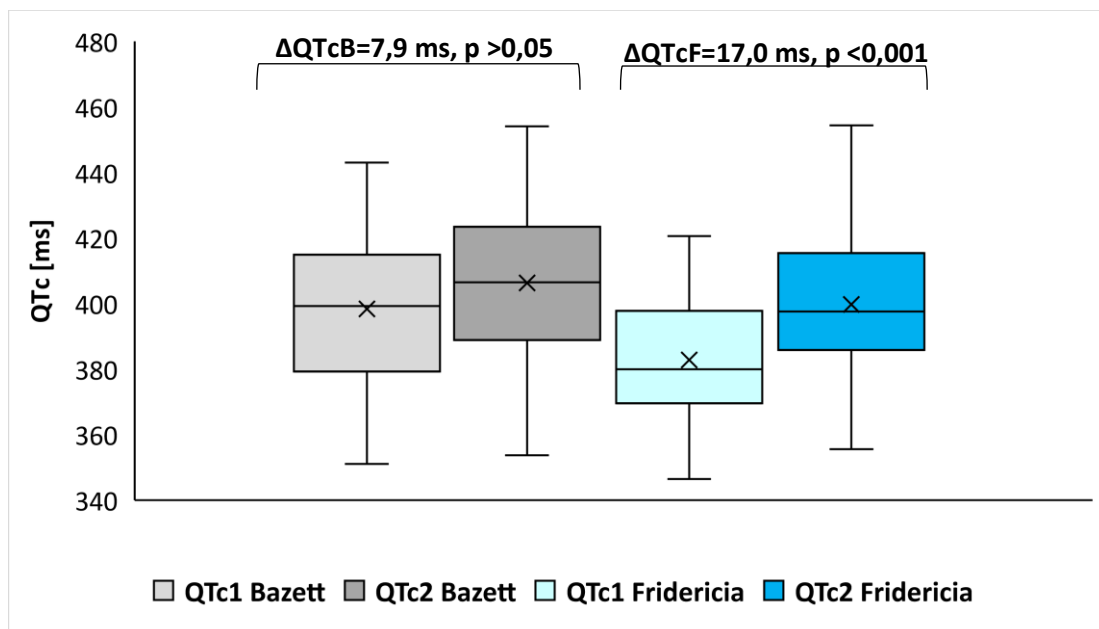 ΔQTcB=7,9 ms, p >0,05
ΔQTcF=17,0 ms, p <0,001
QTc [ms]
480
460
440
420
400
380
360
340
QTc1 Bazett
QTc2 Bazett
QTc1 Fridericia
QTc2 Fridericia